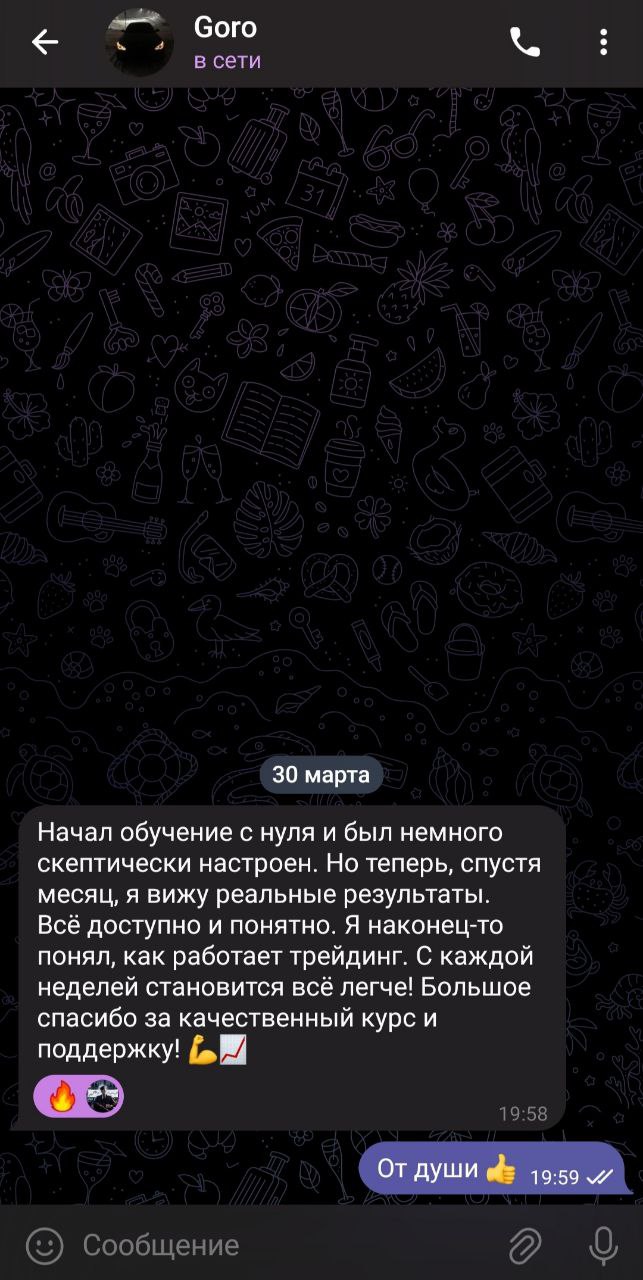 Goro
в сети
31
YUM
30 марта
Начал обучение с нуля и был немного
скептически настроен. Но теперь, спустя
месяц, я вижу реальные результаты.
Всё доступно и понятно. Я наконец-то
понял, как работает трейдинг. С каждой
неделей становится всё легче! Большое
спасибо за качественный курс и
поддержку! 💪📈
🔥
19:58
От души 👍 19:59
Сообщение